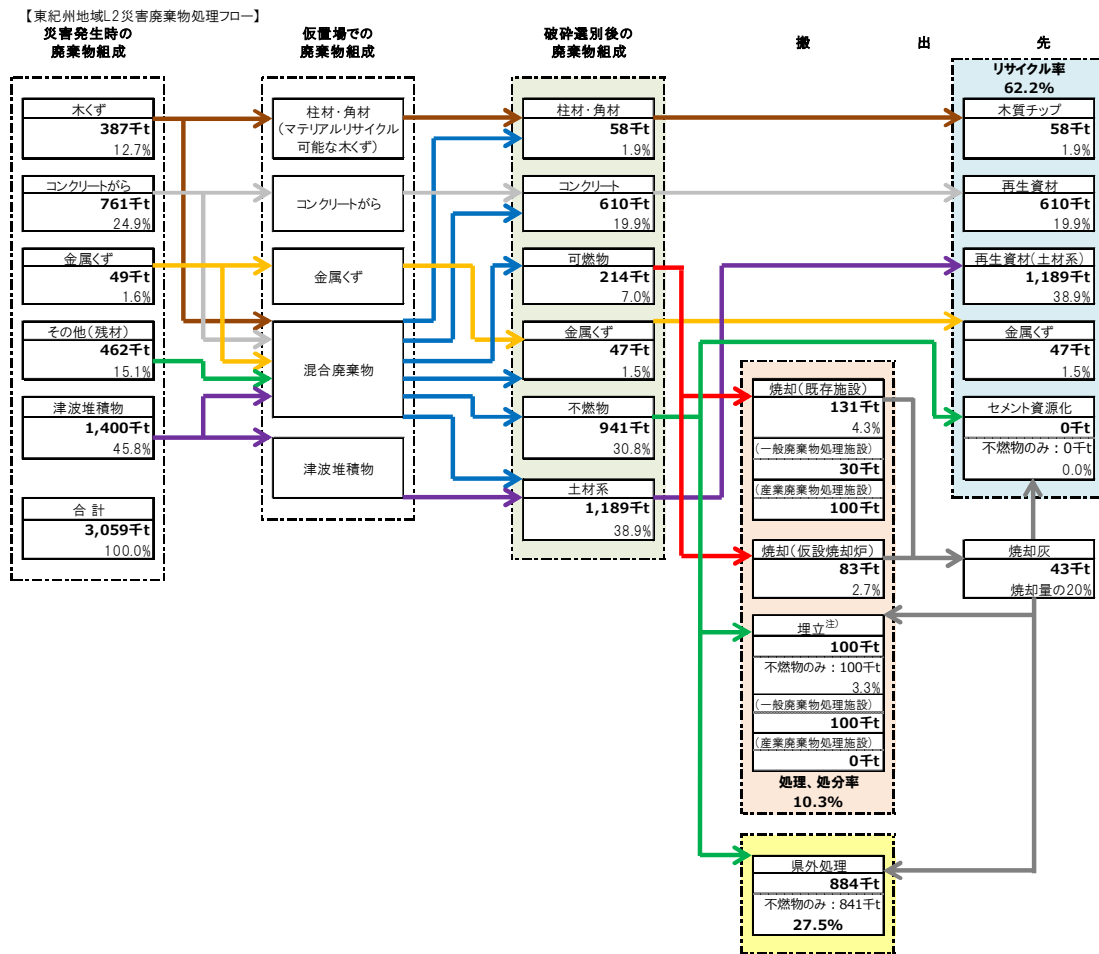 【東紀州地域L2災害廃棄物処理フロー】
災害発生時の
廃棄物組成
木くず
387千t
12.7%
コンクリートがら
761千t
24.9%
金属くず
49千t
1.6%
その他(残材)
462千t
15.1%
津波堆積物
1,400千t
45.8%
合 計
3,059千t
100.0%
仮置場での
廃棄物組成
柱材・角材
(マテリアルリサイクル
可能な木くず)
コンクリートがら
金属くず
混合廃棄物
津波堆積物
破砕選別後の
廃棄物組成
柱材・角材
58千t
1.9%
コンクリート
610千t
19.9%
可燃物
214千t
7.0%
金属くず
47千t
1.5%
不燃物
941千t
30.8%
土材系
1,189千t
38.9%
搬 出 先
焼却(既存施設)
131千t
4.3%
(一般廃棄物処理施設)
30千t
(産業廃棄物処理施設)
100千t
焼却(仮設焼却炉)
83千t
2.7%
埋立注)
100千t
不燃物のみ：100千t
3.3%
(一般廃棄物処理施設)
100千t
(産業廃棄物処理施設)
0千t
処理、処分率
10.3%
県外処理
884千t
不燃物のみ：841千t
27.5%
リサイクル率
62.2%
木質チップ
58千t
1.9%
再生資材
610千t
19.9%
再生資材(土材系)
1,189千t
38.9%
金属くず
47千t
1.5%
セメント資源化
0千t
不燃物のみ：0千t
0.0%
焼却灰
43千t
焼却量の20%